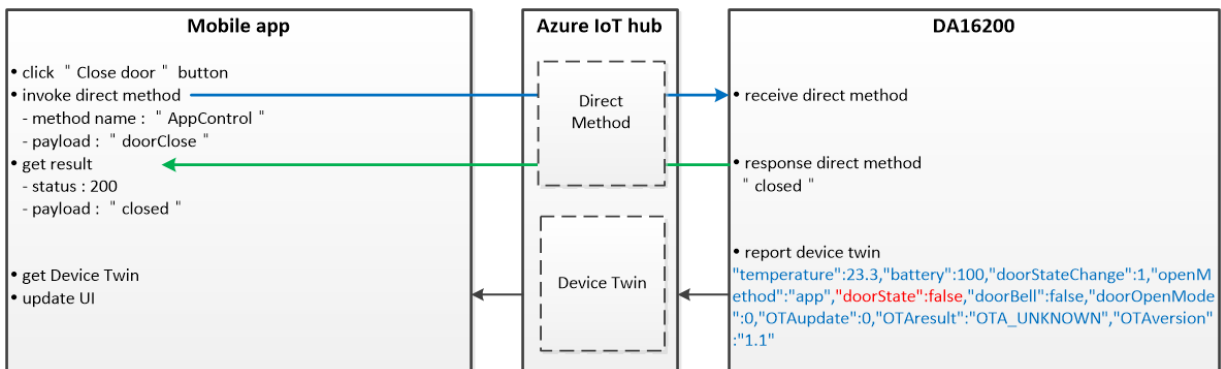 Mobile app
• click " Close door " button
• invoke direct method
- method name : " AppControl "
- payload : " doorClose "
• get result
- status : 200
- payload : " closed "
• get Device Twin
• update UI
Azure IoT hub
Direct
Method
Device Twin
DA16200
• receive direct method
• response direct method
" closed "
• report device twin
"temperature":23.3,"battery":100,"doorStateChange":1,"openM
ethod":"app","doorState":false,"doorBell":false,"doorOpenMode
":0,"OTAupdate":0,"OTAresult":"OTA_UNKNOWN","OTAversion"
:"1.1"